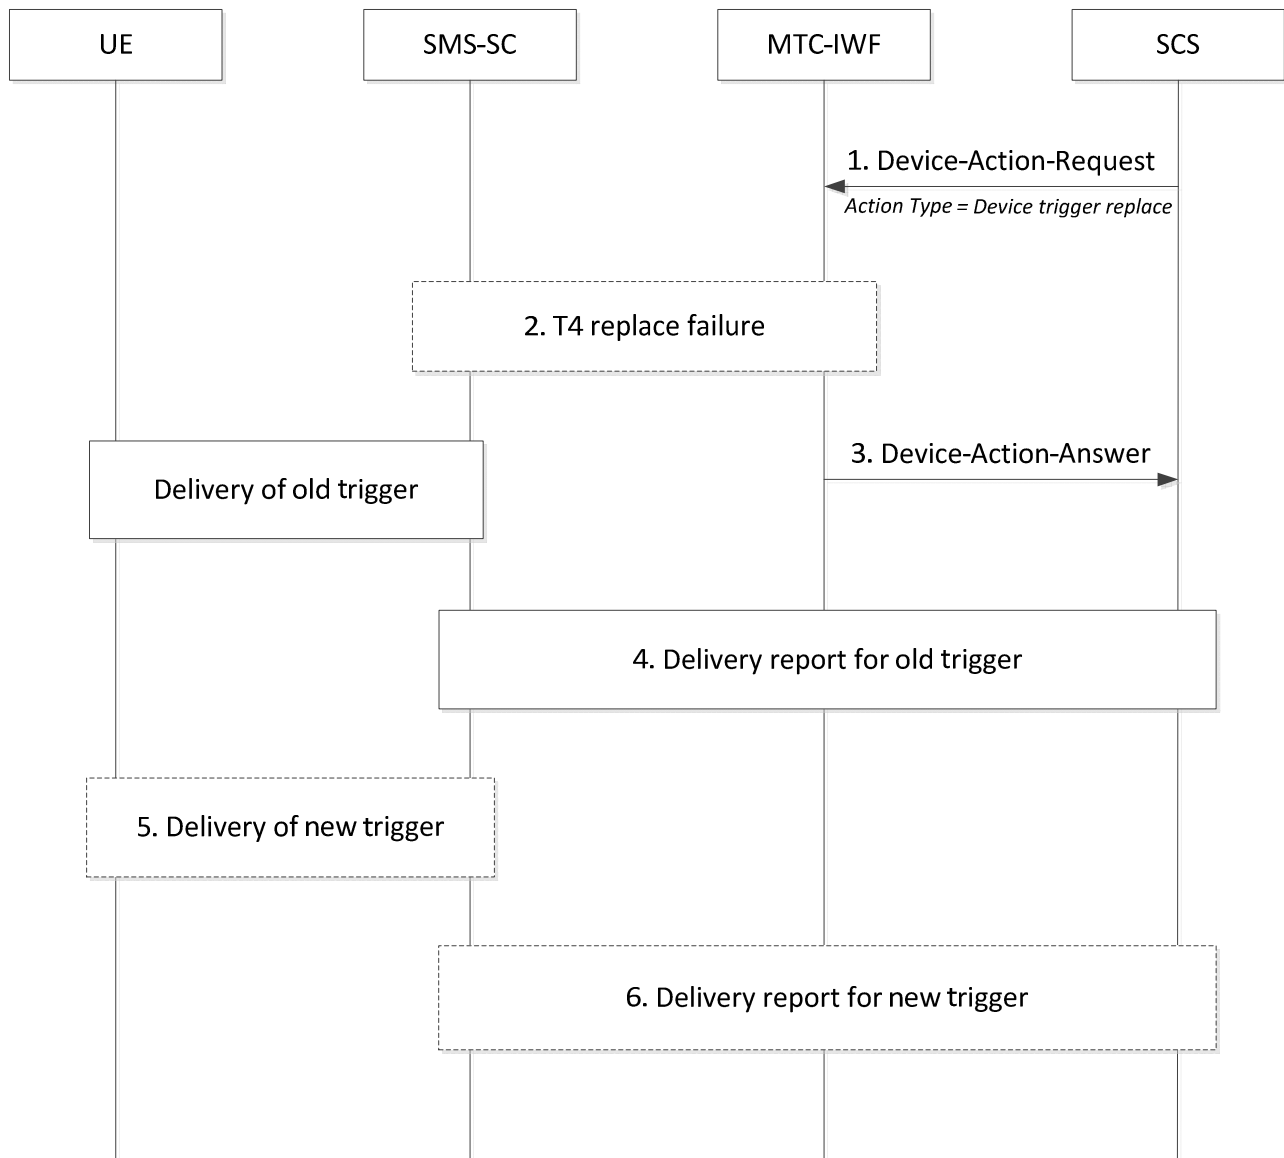 UE
SMS-SC
MTC-IWF
SCS
1. Device-Action-Request
Action Type = Device trigger replace
2. T4 replace failure
3. Device-Action-Answer
Delivery of old trigger
4. Delivery report for old trigger
5. Delivery of new trigger
6. Delivery report for new trigger